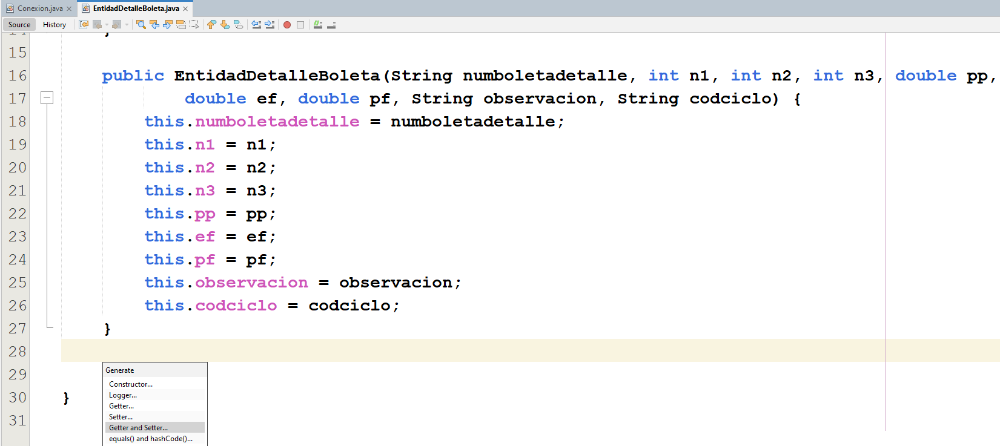 Conexion.java EntidadDetalleBoleta.java
Source History
15
16 public EntidadDetalleBoleta(String numboletadetalle, int n1, int n2, int n3, double pp,
17 double ef, double pf, String observacion, String codciclo) {
18 this.numboletadetalle = numboletadetalle;
19 this.n1 = n1;
20 this.n2 = n2;
21 this.n3 = n3;
22 this.pp = pp;
23 this.ef = ef;
24 this.pf = pf;
25 this.observacion = observacion;
26 this.codciclo = codciclo;
27 }
28
29
30 }
31
Generate
Constructor...
Logger...
Getter...
Setter...
Getter and Setter...
equals() and hashCode()...